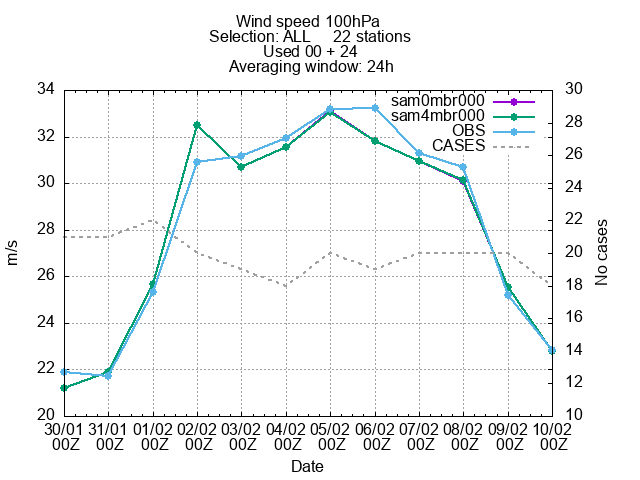 Wind speed 100hPa
Selection: ALL 22 stations
Used 00 + 24
Averaging window: 24h
34 30
sam0mbr000
sam4mbr000 28
32 OBS
CASES 26
30 24
28 22
20
26 18
24 16
22 14
12
20 10
m/s
No cases
30/01 31/01 01/02 02/02 03/02 04/02 05/02 06/02 07/02 08/02 09/02 10/02
00Z 00Z 00Z 00Z 00Z 00Z 00Z 00Z 00Z 00Z 00Z 00Z
Date